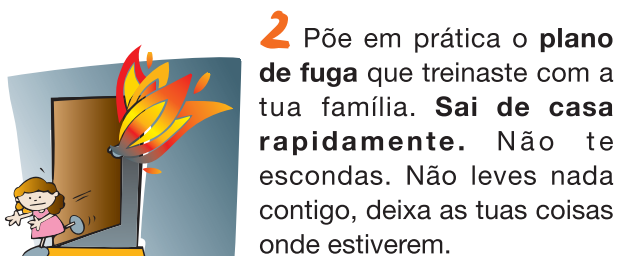 2 Põe em prática o plano
de fuga que treinaste com a
tua família. Sai de casa
rapidamente. Não te
escondas. Não leves nada
contigo, deixa as tuas coisas
onde estiverem.